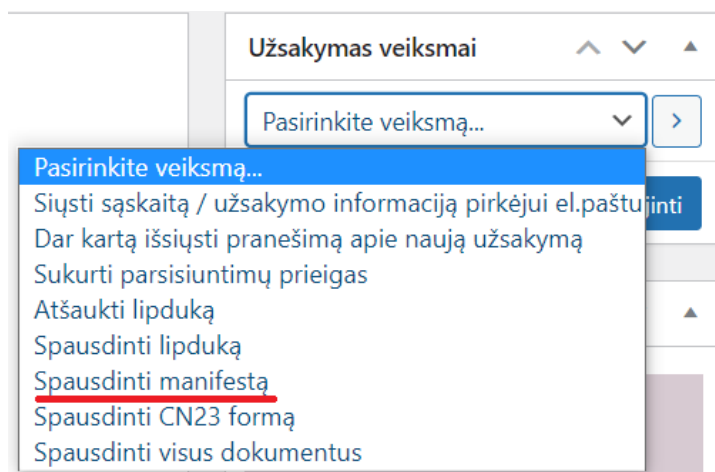 Užsakymas veiksmai
Pasirinkite veiksmą...
Pasirinkite veiksmą...
Siųsti sąskaitą / užsakymo informaciją pirkėjui el.paštu
jinti
Dar kartą išsiųsti pranešimą apie naują užsakymą
Sukurti parsisiuntimų prieigas
Atšaukti lipduką
Spausdinti lipduką
Spausdinti manifestą
Spausdinti CN23 formą
Spausdinti visus dokumentus